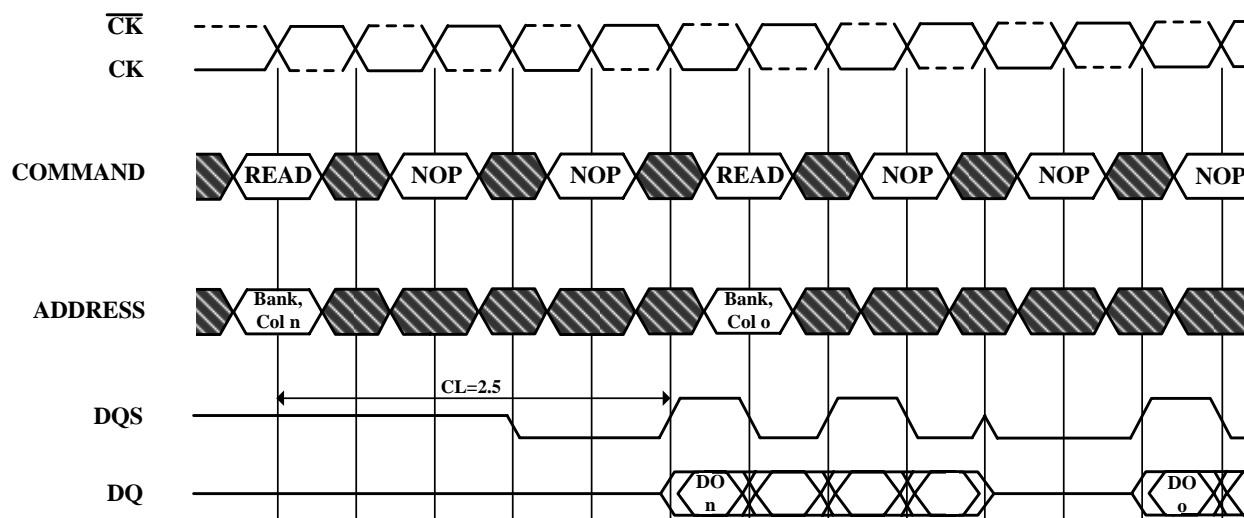 CK
CK
COMMAND
READ NOP NOP READ NOP NOP NOP
ADDRESS
Bank, Col n
Bank, Col o
CL=2.5
DQS
DQ
DO n
DO o